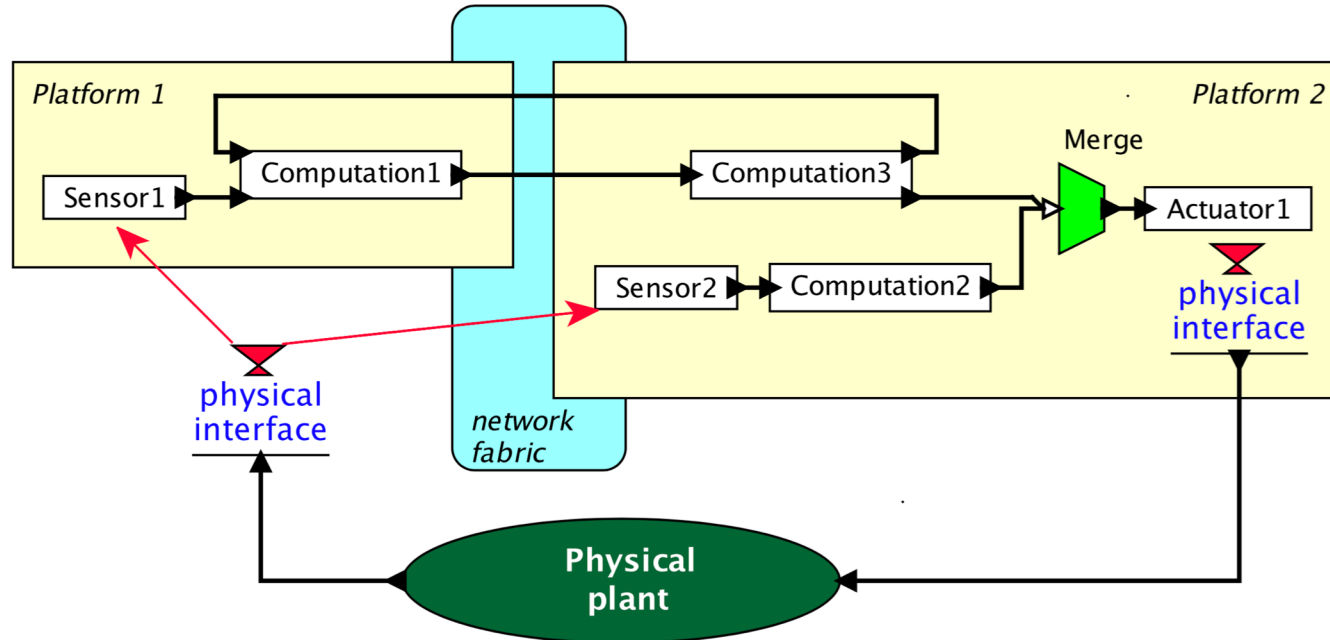 Platform 1
Platform 2
Merge
Computation1
Computation3
Sensor1
Actuator1
Sensor2
Computation2
physical
interface
physical
interface
network
fabric
Physical
plant